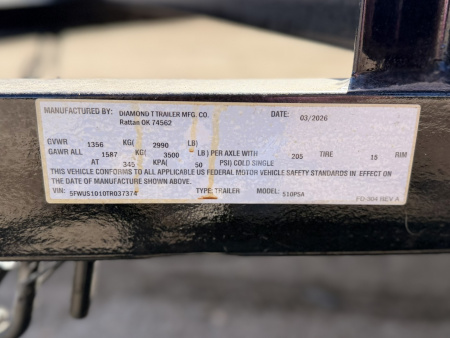 MANUFACTURED BY: DIAMOND T TRAILER MFG. CO. DATE: 03/2026
Rattan OK 74562
GVWR 1356 KG( 2990 LB)
GAWR ALL 1587 KG( 3500 LB) PER AXLE WITH 205 TIRE 15 RIM
AT 345 KPA( 50 PSI) COLD SINGLE
THIS VEHICLE CONFORMS TO ALL APPLICABLE US FEDERAL MOTOR VEHICLE SAFETY STANDARDS IN EFFECT ON
THE DATE OF MANUFACTURE SHOWN ABOVE.
VIN: 5FWUS1010TR037374 TYPE: TRAILER MODEL: 510PSA
FO-304 REV A